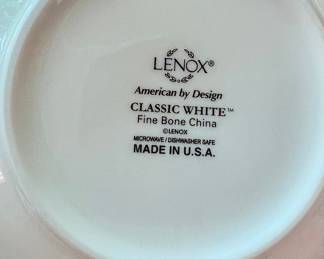 LENOX®
American by Design
CLASSIC WHITE™
Fine Bone China
©LENOX
MICROWAVE / DISHWASHER SAFE
MADE IN U.S.A.